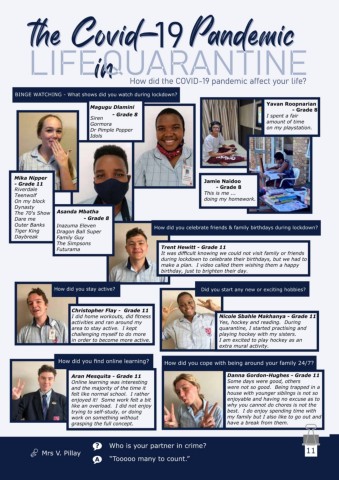 the Covid-19 Pandemic
LIFE in QUARANTINE
How did the COVID-19 pandemic affect your life?
BINGE WATCHING - What shows did you watch during lockdown?
Magugu Dlamini
- Grade 8
Siren
Gomora
Dr Pimple Popper
Idols
Yavan Roopnarian
- Grade 8
I spent a fair
amount of time
on my playstation.
Mika Nipper
- Grade 11
Riverdale
Teenwolf
On my block
Dynasty
The 70's Show
Dare me
Outer Banks
Tiger King
Daybreak
Asanda Mbatha
- Grade 8
Inazuma Eleven
Dragon Ball Super
Family Guy
The Simpsons
Futurama
Jamie Naidoo
- Grade 8
This is me ...
doing my homework.
How did you celebrate friends & family birthdays during lockdown?
Trent Hewitt - Grade 11
It was difficult knowing we could not visit family or friends
during lockdown to celebrate their birthdays, but we had to
make a plan. I video called them wishing them a happy
birthday, just to brighten their day.
How did you stay active?
Christopher Flay - Grade 11
I did home workouts, did fitness
activities and ran around my
area to stay active. I kept
challenging myself to do more
in order to become more active.
Did you start any new or exciting hobbies?
Nicole Sbahle Makhanya - Grade 11
Yes, hockey and reading. During
quarantine, I started practising and
playing hockey with my sisters.
I am excited to play hockey as an
extra mural activity.
How did you find online learning?
Aran Mesquita - Grade 11
Online learning was interesting
and the majority of the time it
felt like normal school. I rather
enjoyed it! Some work felt a bit
like an overload. I did not enjoy
trying to self-study, or doing
work on something without
grasping the full concept.
How did you cope with being around your family 24/7?
Danna Gordon-Hughes - Grade 11
Some days were good, others
were not so good. Being trapped in a
house with younger siblings is not so
enjoyable and having no excuse as to
why you cannot do chores is not the
best. I do enjoy spending time with
my family but I also like to go out and
have a break from them.
Mrs V. Pillay
? Who is your partner in crime?
A "Tooooo many to count."
11